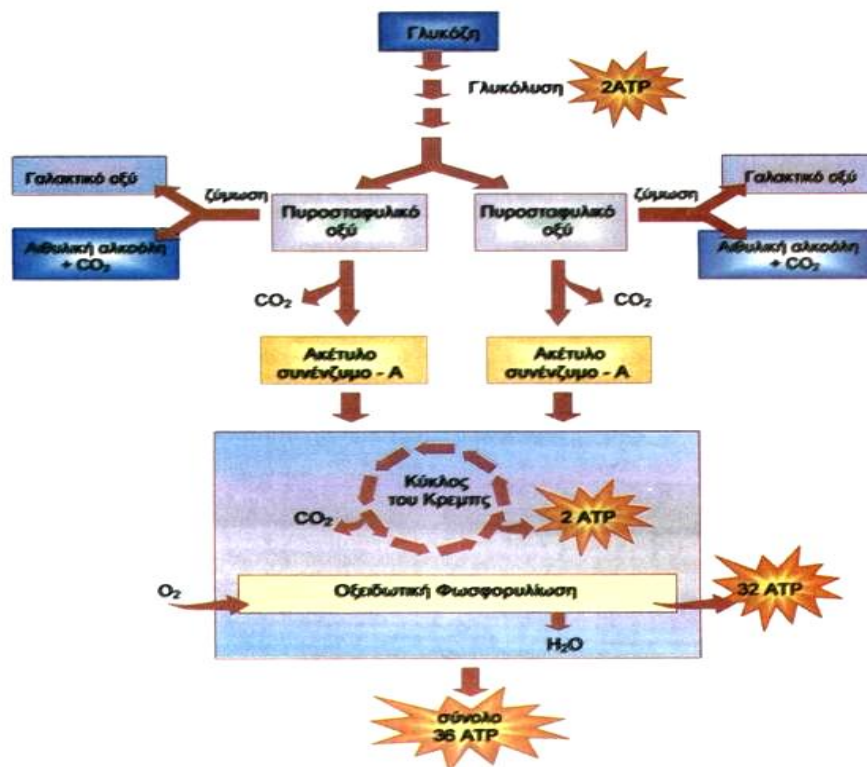 Γλυκόζη
Γλυκόλυση
2ATP
Γαλακτικό οξύ
ζύμωση
Πυροσταφυλικό
οξύ
Αιθυλική αλκοόλη
+ CO₂
Πυροσταφυλικό
οξύ
ζύμωση
Γαλακτικό οξύ
Αιθυλική αλκοόλη
+ CO₂
CO₂
CO₂
Ακέτυλο
συνένζυμο - Α
Ακέτυλο
συνένζυμο - Α
Κύκλος
του Κρεμπς
CO₂
2 ATP
O₂
Οξειδωτική Φωσφορυλίωση
32 ATP
H₂O
σύνολο
36 ATP